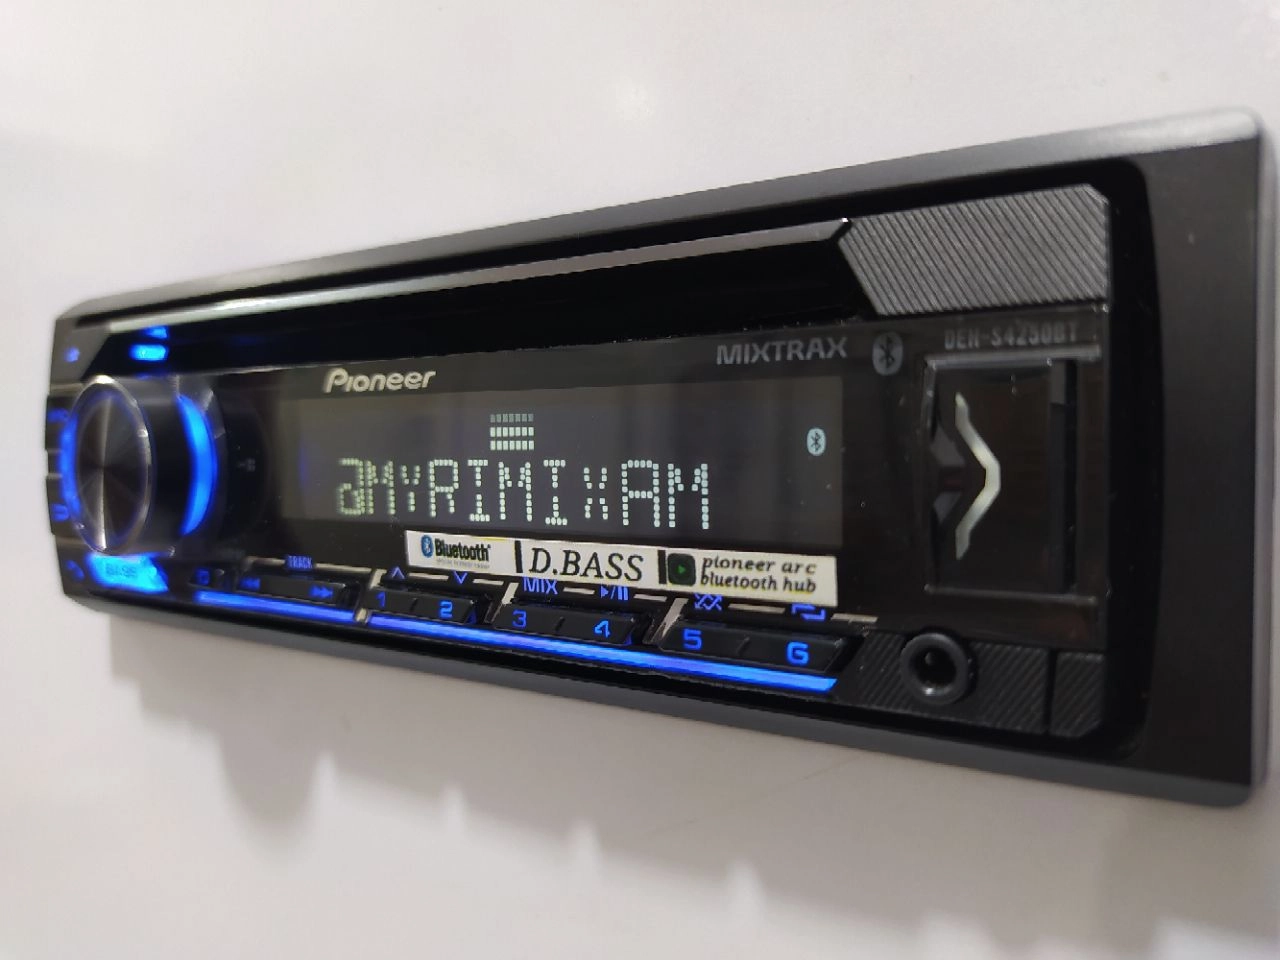 Pioneer
MIXTRAX
DEH-S4250BT
aMYRIMIXAM
Bluetooth®
D.BASS
pioneer arc
bluetooth hub
BASS
TRACK
MIX
1 2 3 4 5 6